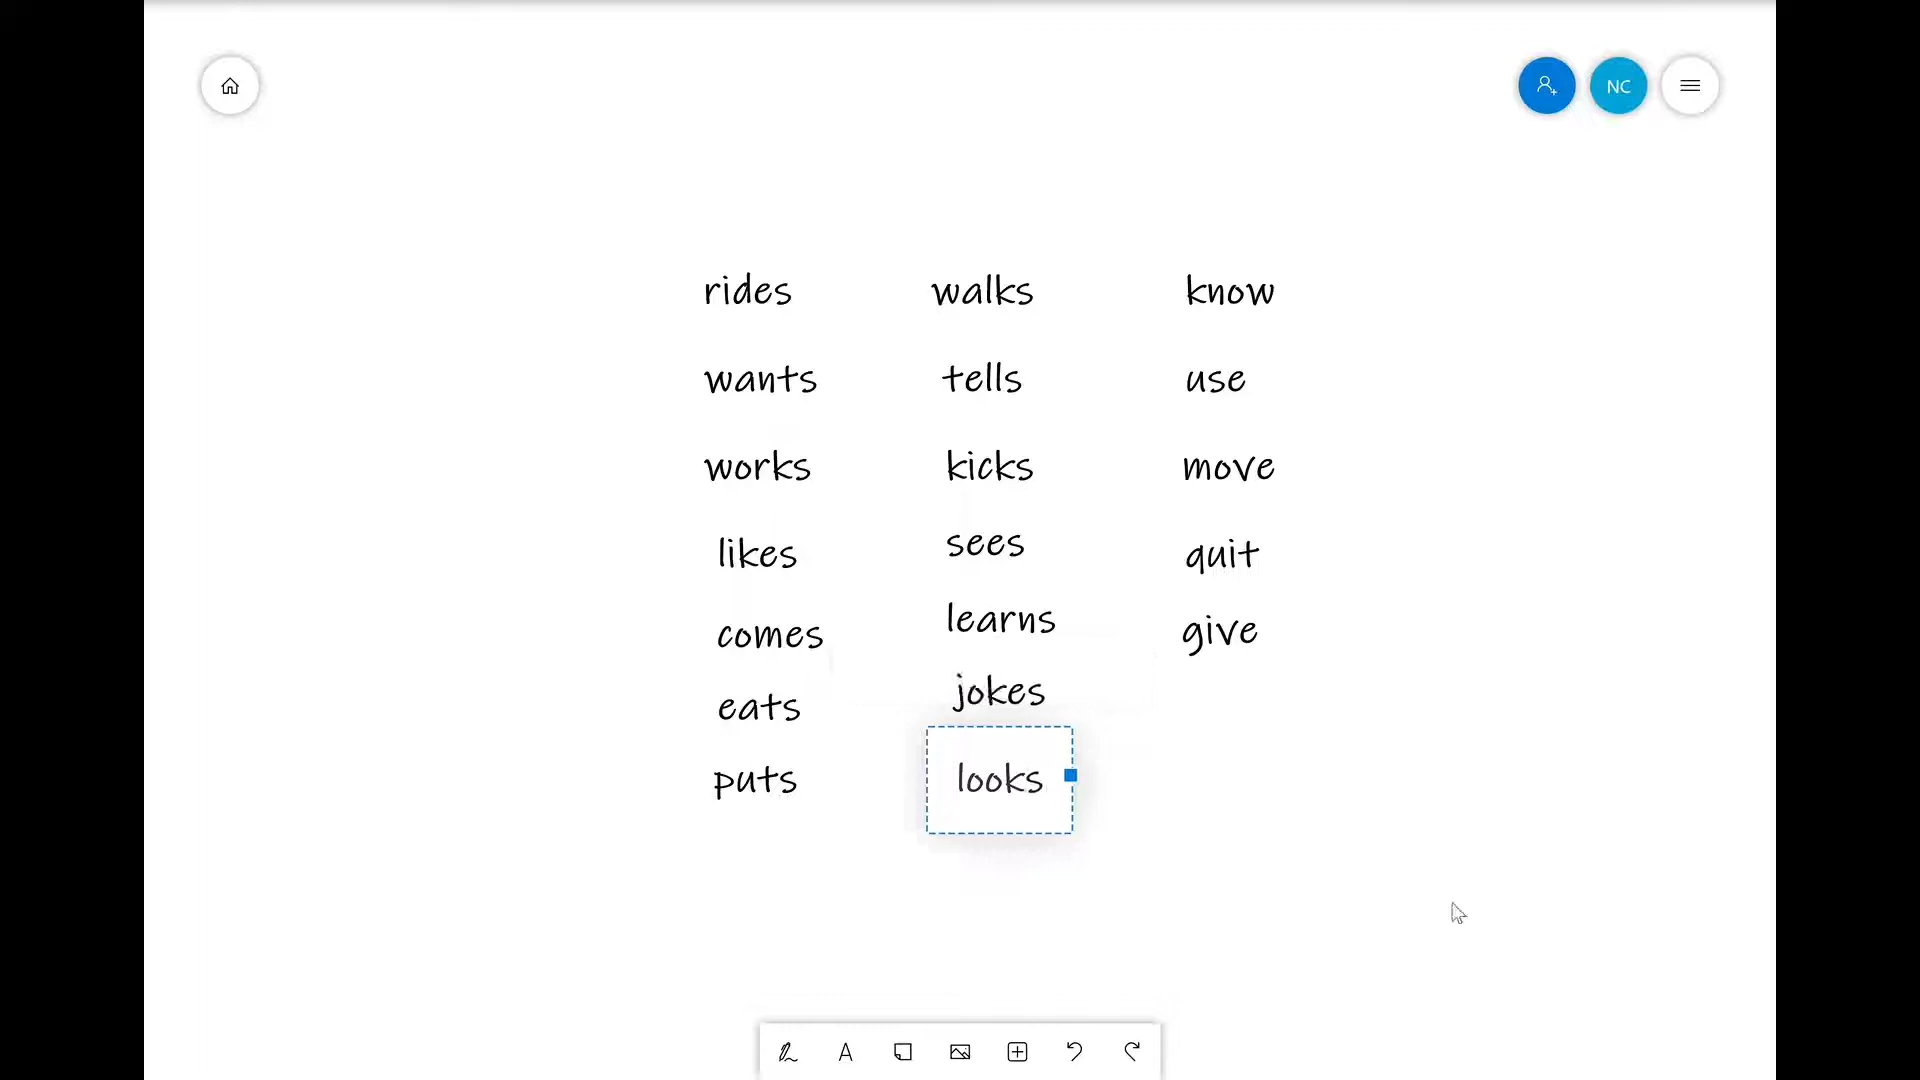 NC
rides walks know
wants tells use
works kicks move
likes sees quit
comes learns give
eats jokes
puts looks
A